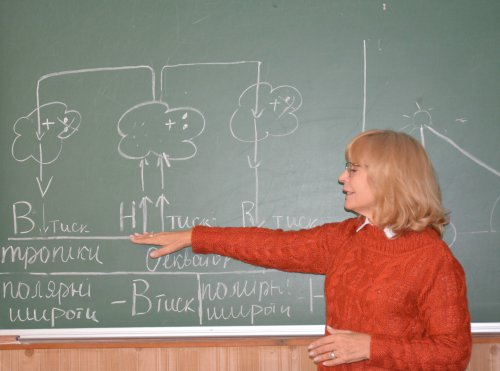 В тиск Н тиск В тиск
тропіки екватор
полярні – В тиск полярні – Н
широти широти